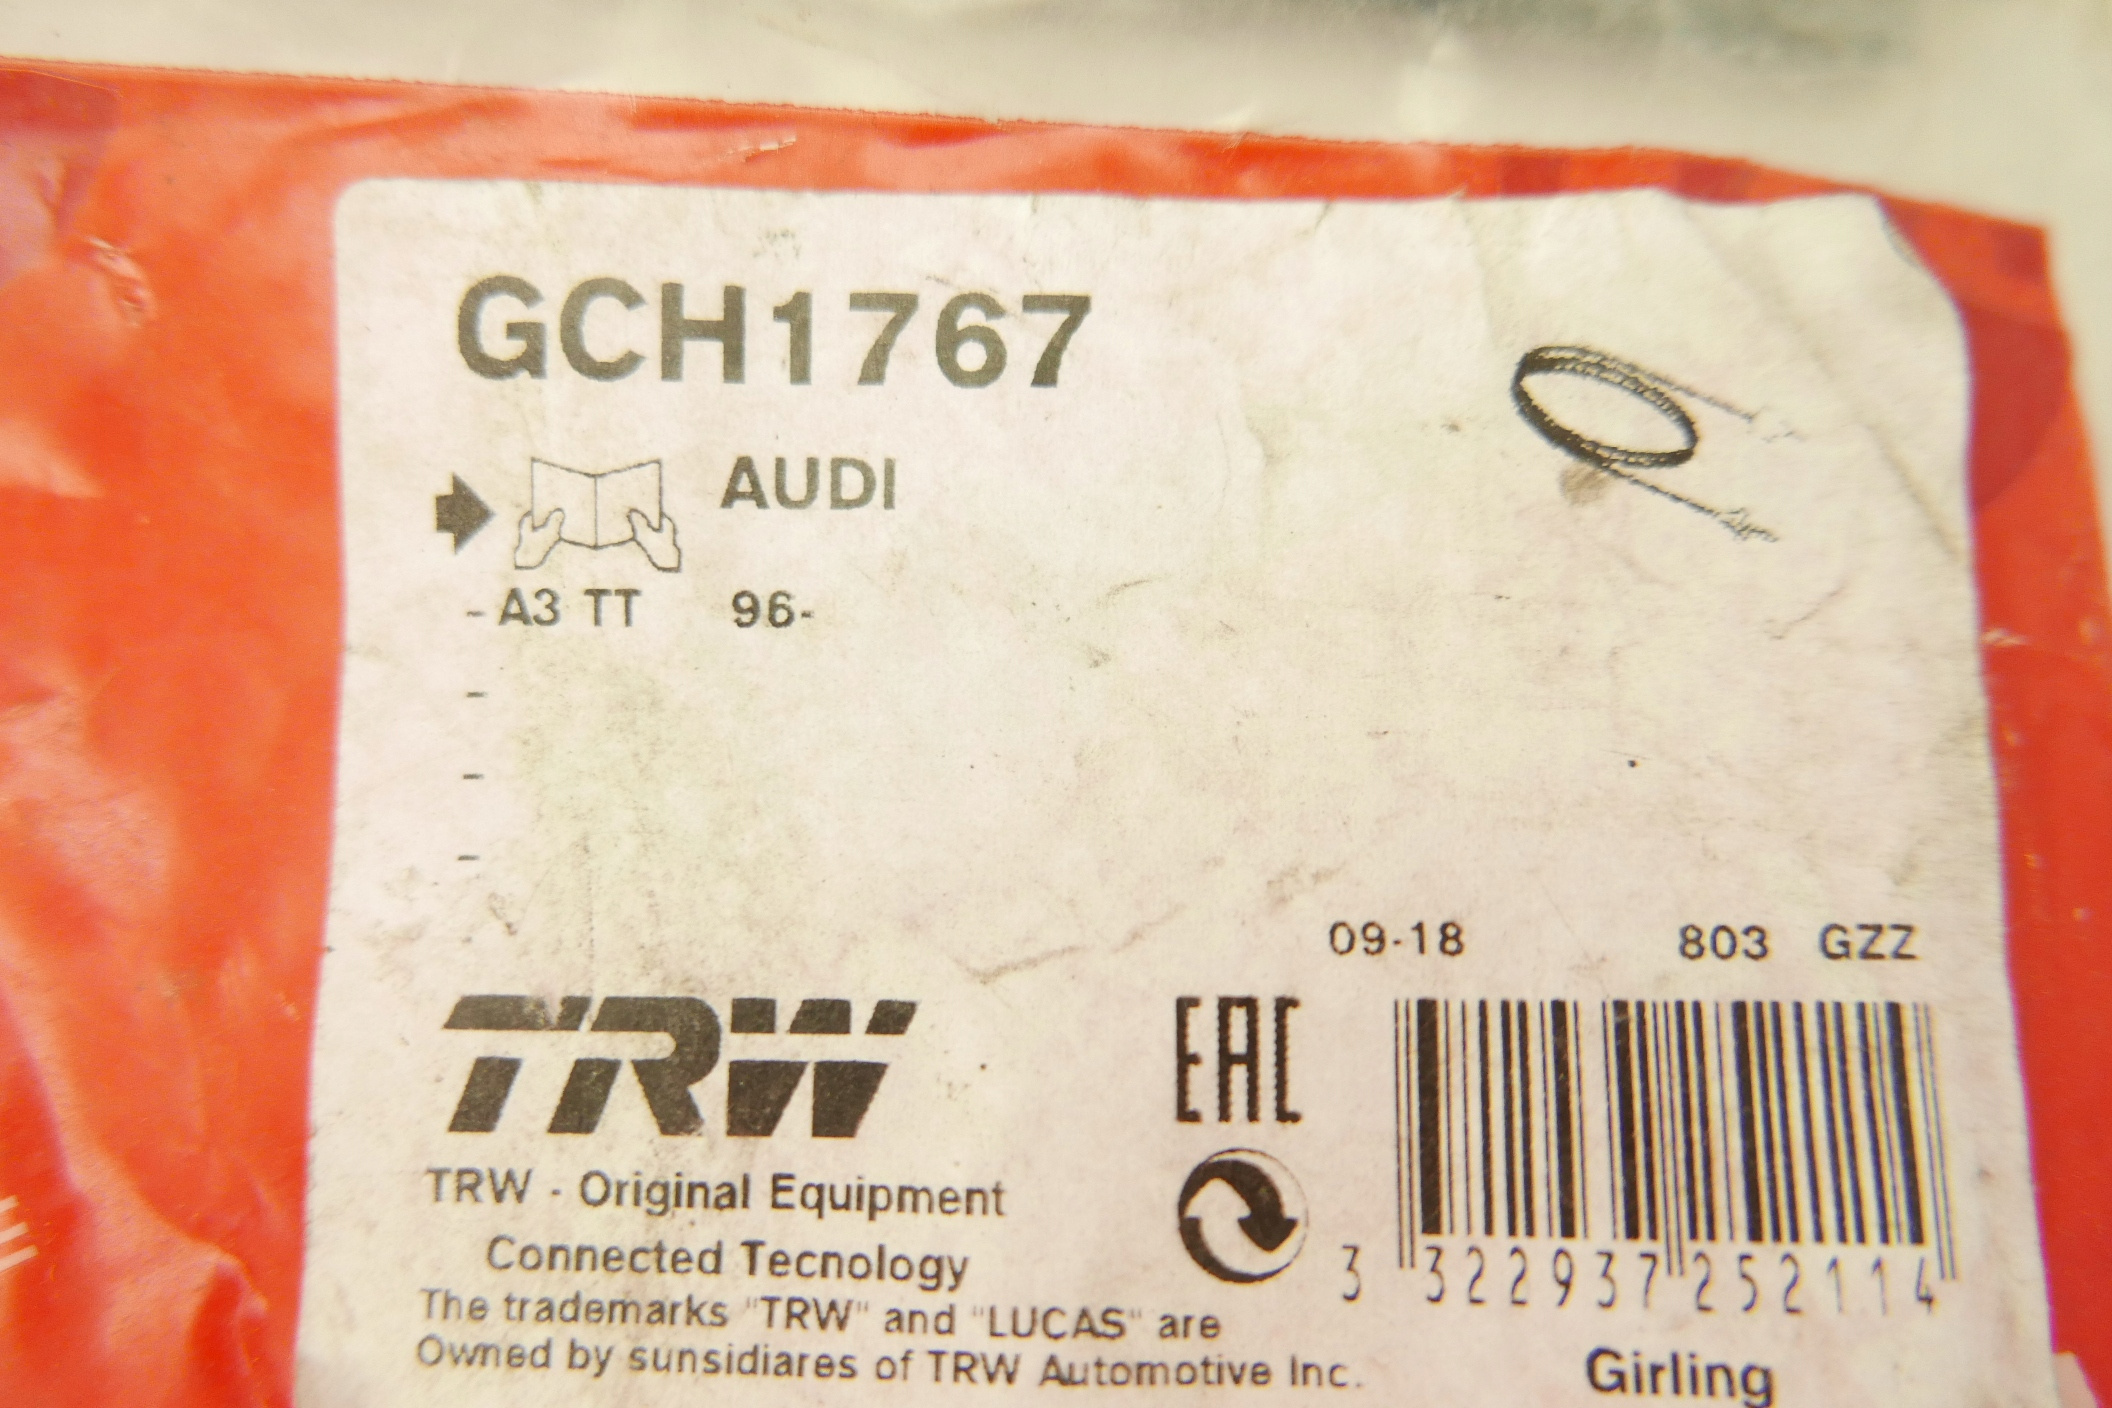 GCH1767
AUDI
- A3 TT 96-
-
-
-
09-18 803 GZZ
TRW
EAC
TRW - Original Equipment
Connected Tecnology
The trademarks "TRW" and "LUCAS" are
Owned by sunsidiares of TRW Automotive Inc.
3 322937 252114
Girling